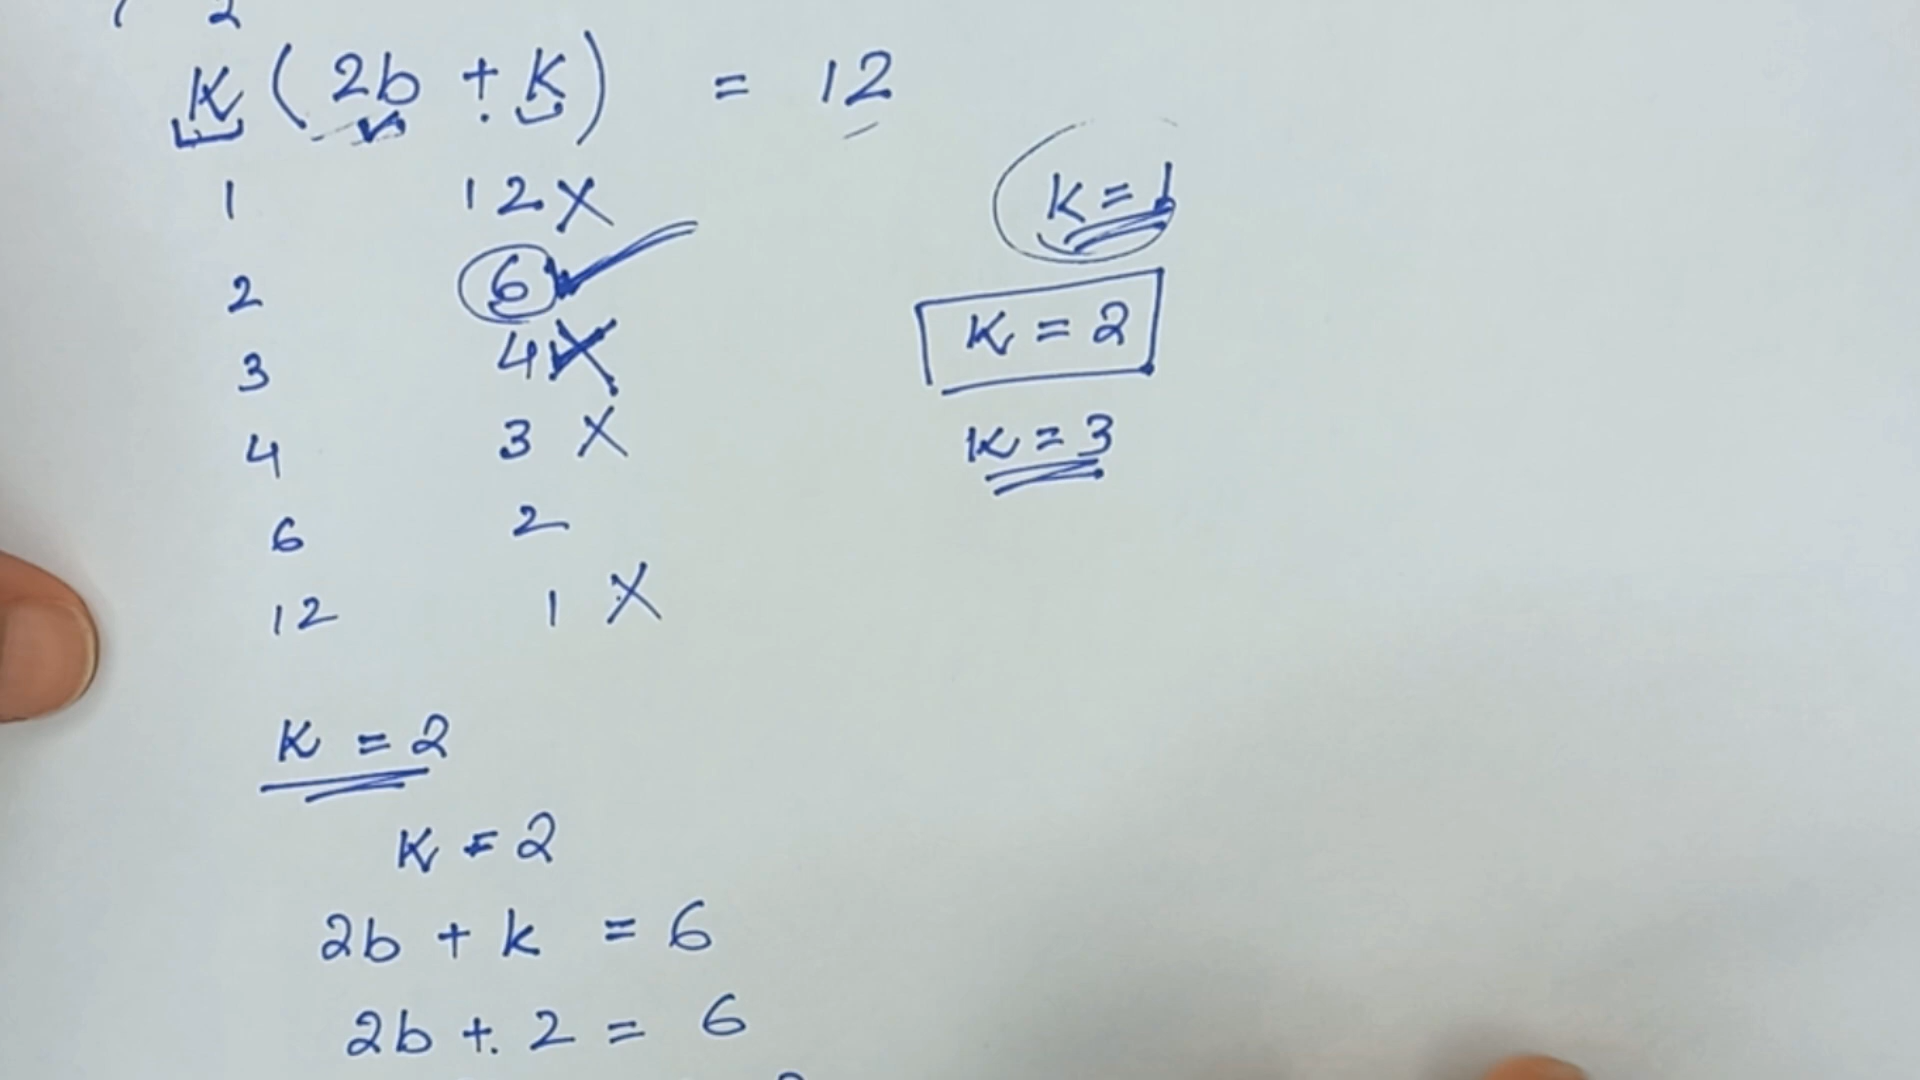 K ( 2b + K ) = 12
1 12 X
K = 1
2 6 ✓
K = 2
3 4 X
K = 3
4 3 X
6 2
12 1 X
K = 2
K = 2
2b + k = 6
2b + 2 = 6